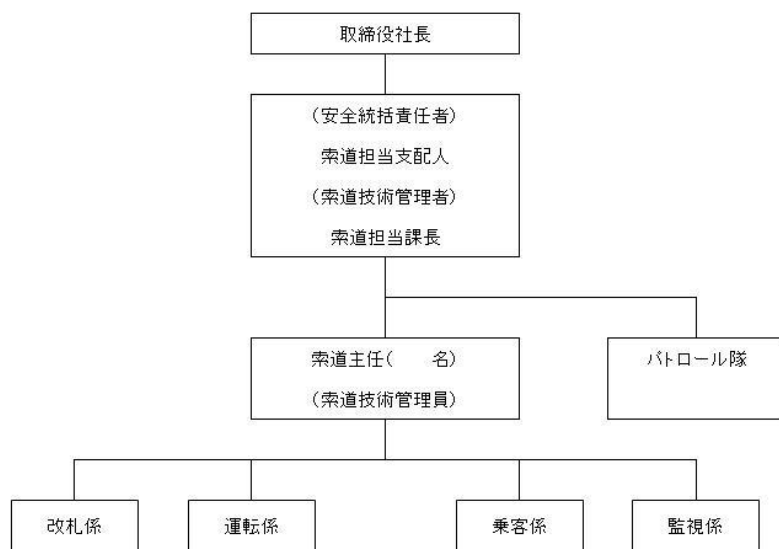 取締役社長
(安全統括責任者)
索道担当支配人
(索道技術管理者)
索道担当課長
索道主任(　　名)
(索道技術管理員)
パトロール隊
改札係
運転係
乗客係
監視係